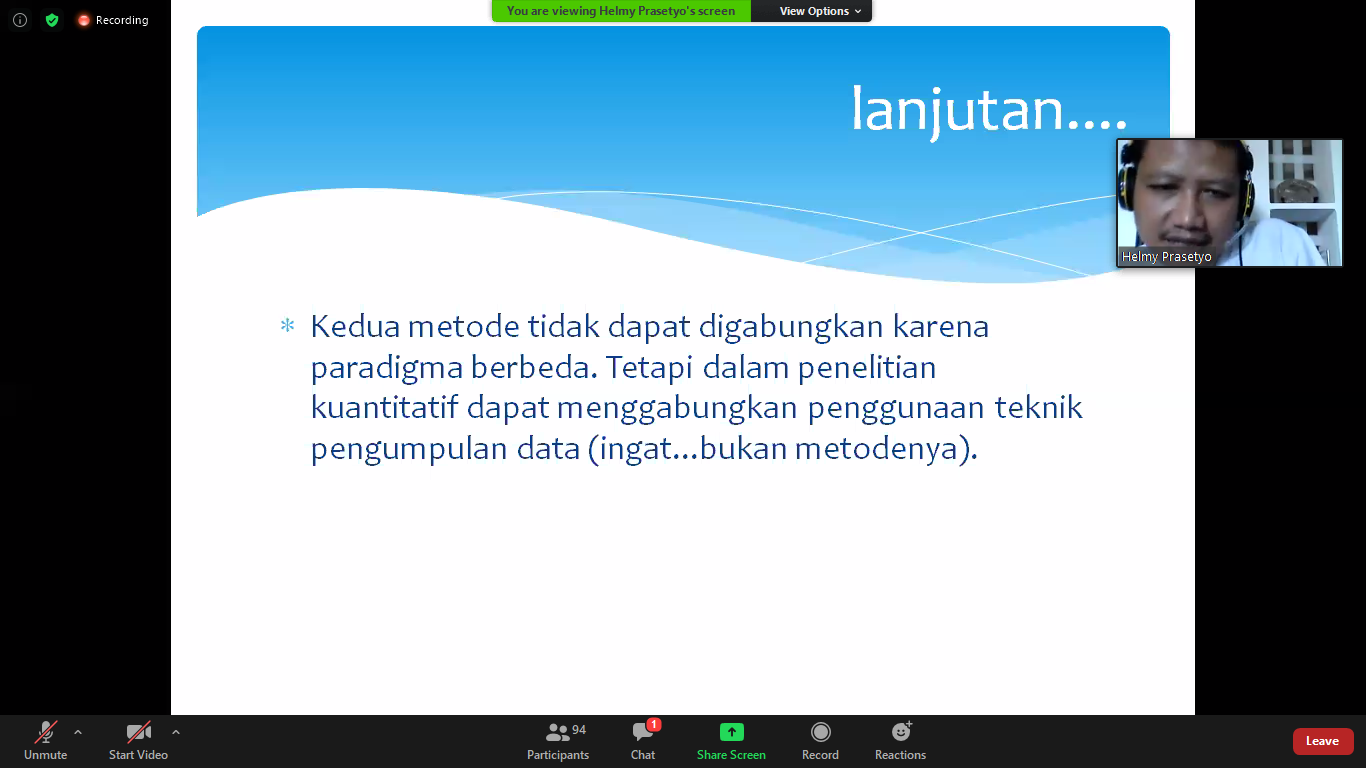 Recording
You are viewing Helmy Prasetyo's screen
View Options
lanjutan....
Helmy Prasetyo
* Kedua metode tidak dapat digabungkan karena
paradigma berbeda. Tetapi dalam penelitian
kuantitatif dapat menggabungkan penggunaan teknik
pengumpulan data (ingat...bukan metodenya).
Unmute
Start Video
94
Participants
1
Chat
Share Screen
Record
Reactions
Leave